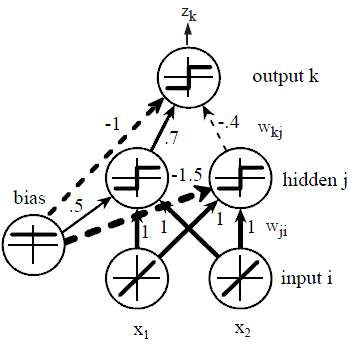 zk
output k
-1
.7
-.4
wkj
bias
.5
-1.5
hidden j
1
1
1
1
wji
input i
x1
x2